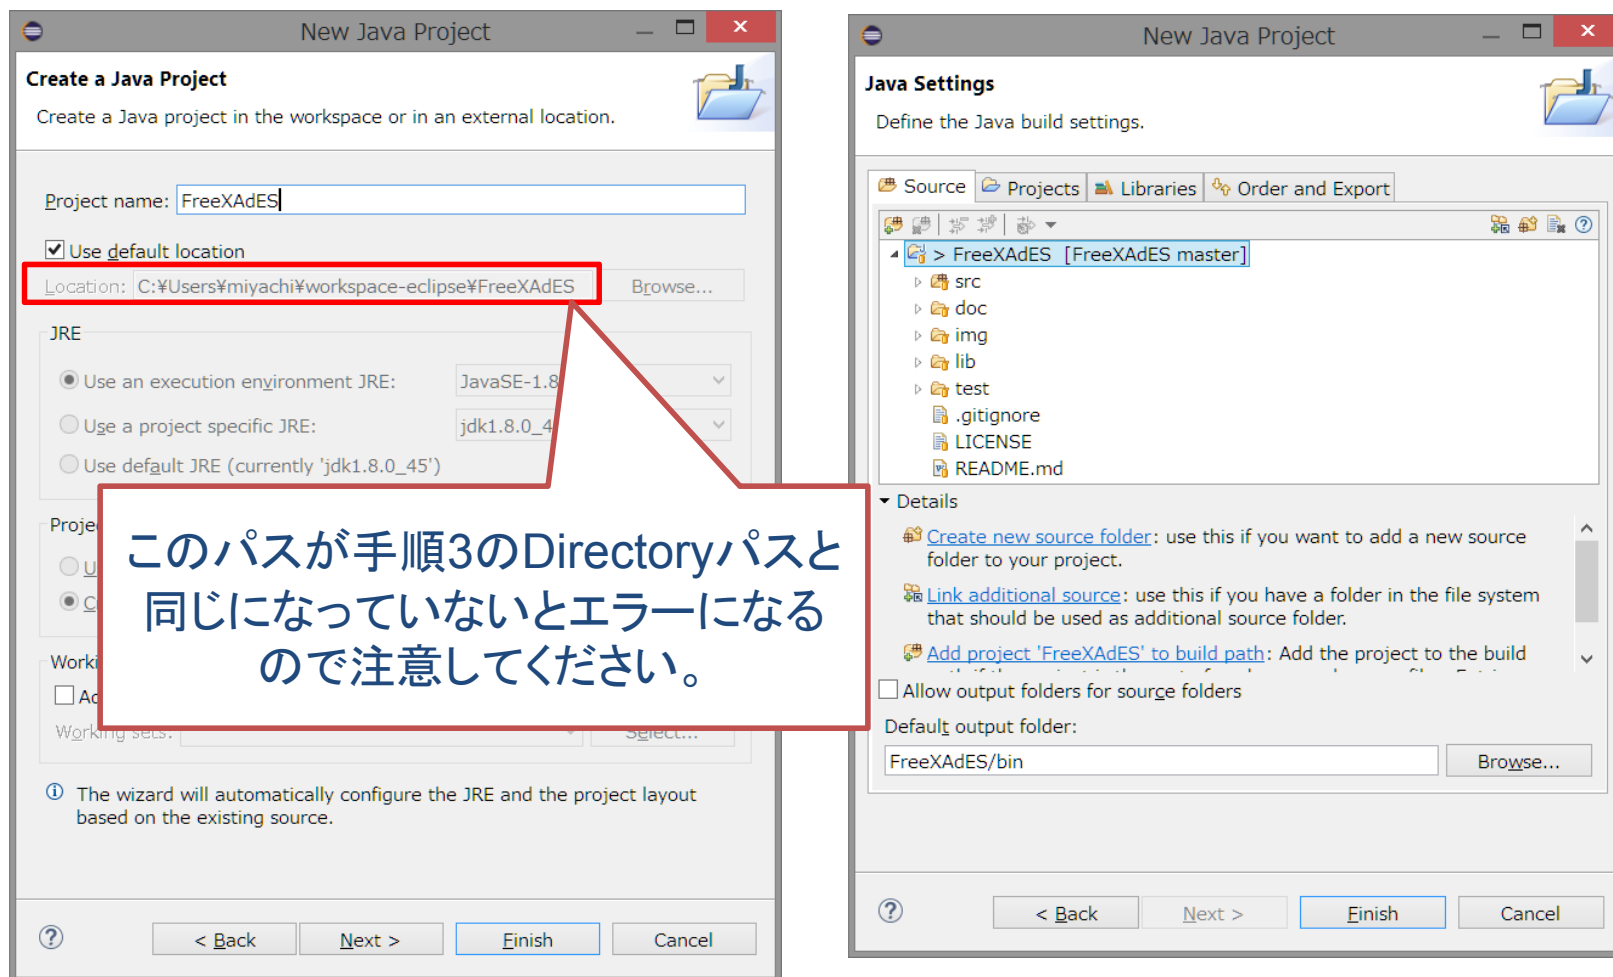 New Java Project
Create a Java Project
Create a Java project in the workspace or in an external location.
Project name: FreeXAdES
Use default location
Location: C:¥Users¥miyachi¥workspace-eclipse¥FreeXAdES Browse...
JRE
Use an execution environment JRE: JavaSE-1.8
Use a project specific JRE: jdk1.8.0_4
Use default JRE (currently 'jdk1.8.0_45')
このパスが手順3のDirectoryパスと
同じになっていないとエラーになる
ので注意してください。
Working sets: Select...
The wizard will automatically configure the JRE and the project layout
based on the existing source.
< Back Next > Finish Cancel
New Java Project
Java Settings
Define the Java build settings.
Source Projects Libraries Order and Export
> FreeXAdES [FreeXAdES master]
src
doc
img
lib
test
.gitignore
LICENSE
README.md
Details
Create new source folder: use this if you want to add a new source
folder to your project.
Link additional source: use this if you have a folder in the file system
that should be used as additional source folder.
Add project 'FreeXAdES' to build path: Add the project to the build
Allow output folders for source folders
Default output folder:
FreeXAdES/bin Browse...
< Back Next > Finish Cancel